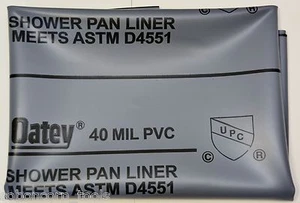 SHOWER PAN LINER
MEETS ASTM D4551
Oatey® 40 MIL PVC
UPC
© ®
SHOWER PAN LINER
MEETS ASTM D4551